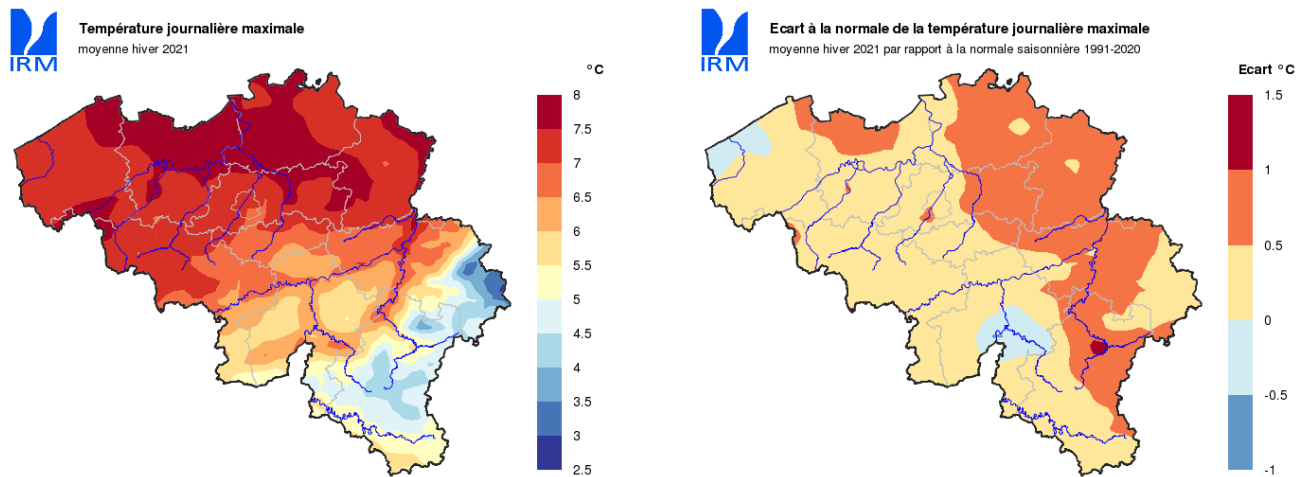 Température journalière maximale
moyenne hiver 2021
IRM
°C
8
7.5
7
6.5
6
5.5
5
4.5
4
3.5
3
2.5
Ecart à la normale de la température journalière maximale
moyenne hiver 2021 par rapport à la normale saisonnière 1991-2020
IRM
Ecart °C
1.5
1
0.5
0
-0.5
-1